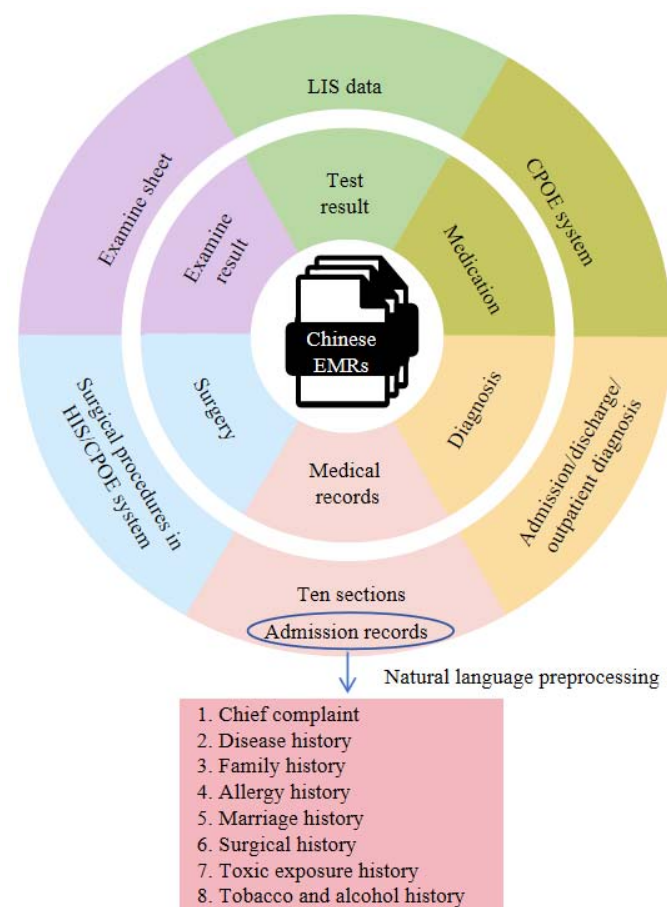 LIS data
Test
result
CPOE system
Medication
Admission/discharge/
outpatient diagnosis
Diagnosis
Medical
records
Ten sections
Admission records
Surgical procedures in
HIS/CPOE system
Surgery
Examine sheet
Examine
result
Chinese
EMRs
Natural language preprocessing
1. Chief complaint
2. Disease history
3. Family history
4. Allergy history
5. Marriage history
6. Surgical history
7. Toxic exposure history
8. Tobacco and alcohol history